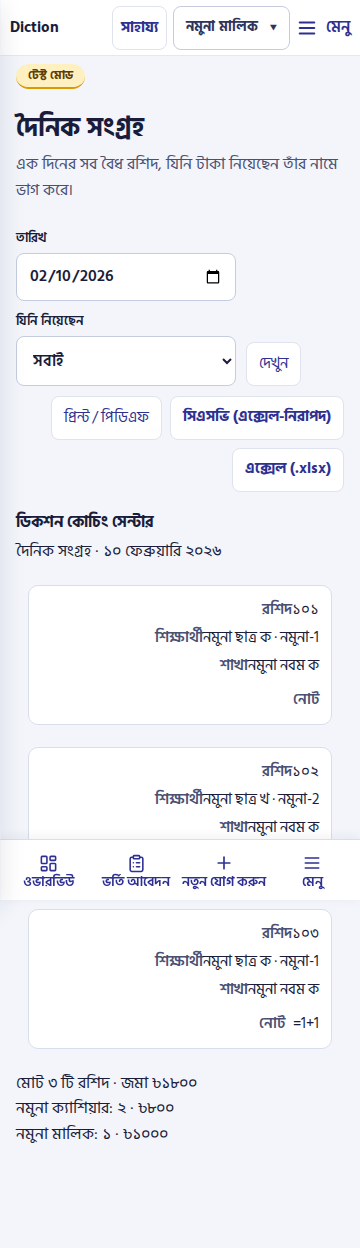 Diction সাহায্য নমুনা মালিক মেনু
টেস্ট মোড
দৈনিক সংগ্রহ
এক দিনের সব বৈধ রশিদ, যিনি টাকা নিয়েছেন তাঁর নামে
ভাগ করে।
তারিখ
02/10/2026
যিনি নিয়েছেন
সবাই দেখুন
প্রিন্ট / পিডিএফ সিএসভি (এক্সেল-নিরাপদ)
এক্সেল (.xlsx)
ডিকশন কোচিং সেন্টার
দৈনিক সংগ্রহ · ১০ ফেব্রুয়ারি ২০২৬
রশিদ১০১
শিক্ষার্থীনমুনা ছাত্র ক · নমুনা-1
শাখানমুনা নবম ক
নোট
রশিদ১০২
শিক্ষার্থীনমুনা ছাত্র খ · নমুনা-2
শাখানমুনা নবম ক
ওভারভিউ ভর্তি আবেদন নতুন যোগ করুন মেনু
রশিদ১০৩
শিক্ষার্থীনমুনা ছাত্র ক · নমুনা-1
শাখানমুনা নবম ক
নোট =1+1
মোট ৩ টি রশিদ · জমা ৳১৮০০
নমুনা ক্যাশিয়ার: ২ · ৳৮০০
নমুনা মালিক: ১ · ৳১০০০